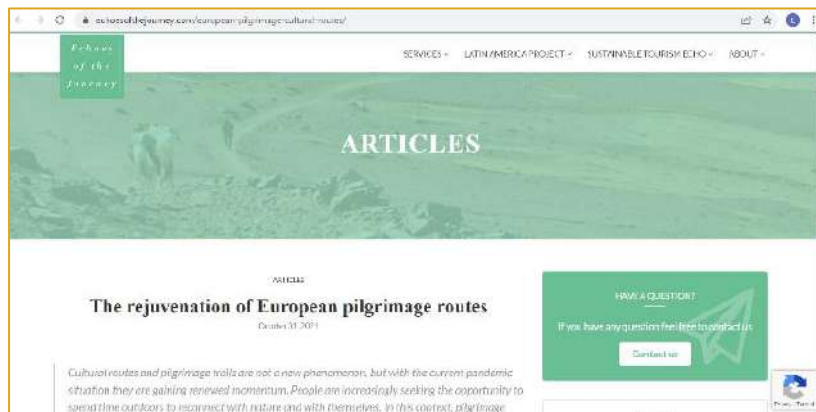 echoesofthejourney.com/european-pilgrimage-cultural-routes/
Echoes
of the
Journey
SERVICES
LATIN AMERICA PROJECT
SUSTAINABLE TOURISM ECHO
ABOUT
ARTICLES
ARTICLES
The rejuvenation of European pilgrimage routes
October 31, 2021
Cultural routes and pilgrimage trails are not a new phenomenon, but with the current pandemic
situation they are gaining renewed momentum. People are increasingly seeking the opportunity to
spend time outdoors to reconnect with nature and with themselves. In this context, pilgrimage
HAVE A QUESTION?
If you have any question feel free to contact us
Contact us